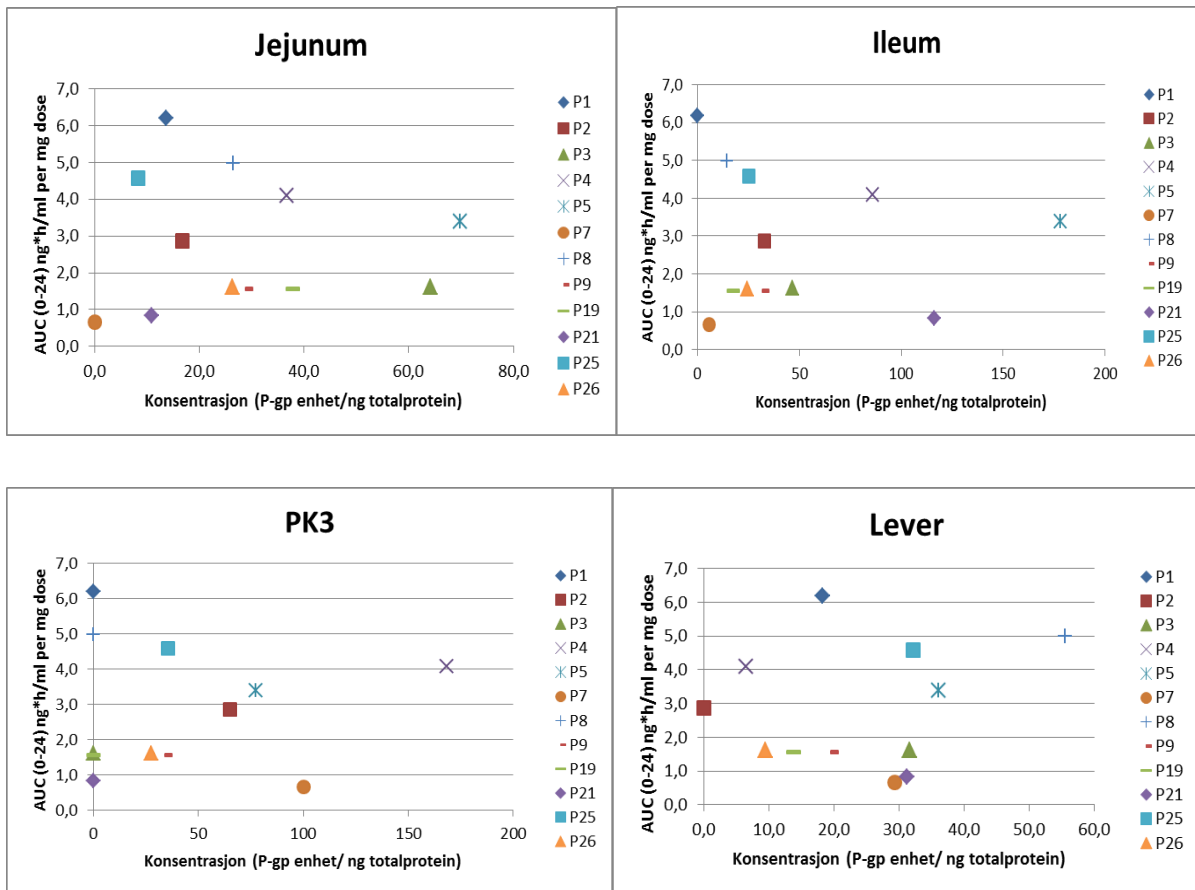 Jejunum
AUC (0-24) ng*h/ml per mg dose
7,0
6,0
5,0
4,0
3,0
2,0
1,0
0,0
0,0 20,0 40,0 60,0 80,0
Konsentrasjon (P-gp enhet/ng totalprotein)
P1
P2
P3
P4
P5
P7
P8
P9
P19
P21
P25
P26
Ileum
AUC (0-24) ng*h/ml per mg dose
7,0
6,0
5,0
4,0
3,0
2,0
1,0
0,0
0 50 100 150 200
Konsentrasjon (P-gp enhet/ng totalprotein)
P1
P2
P3
P4
P5
P7
P8
P9
P19
P21
P25
P26
PK3
AUC (0-24) ng*h/ml per mg dose
7,0
6,0
5,0
4,0
3,0
2,0
1,0
0,0
0 50 100 150 200
Konsentrasjon (P-gp enhet/ ng totalprotein)
P1
P2
P3
P4
P5
P7
P8
P9
P19
P21
P25
P26
Lever
AUC (0-24) ng*h/ml per mg dose
7,0
6,0
5,0
4,0
3,0
2,0
1,0
0,0
0,0 10,0 20,0 30,0 40,0 50,0 60,0
Konsentrasjon (P-gp enhet/ ng totalprotein)
P1
P2
P3
P4
P5
P7
P8
P9
P19
P21
P25
P26